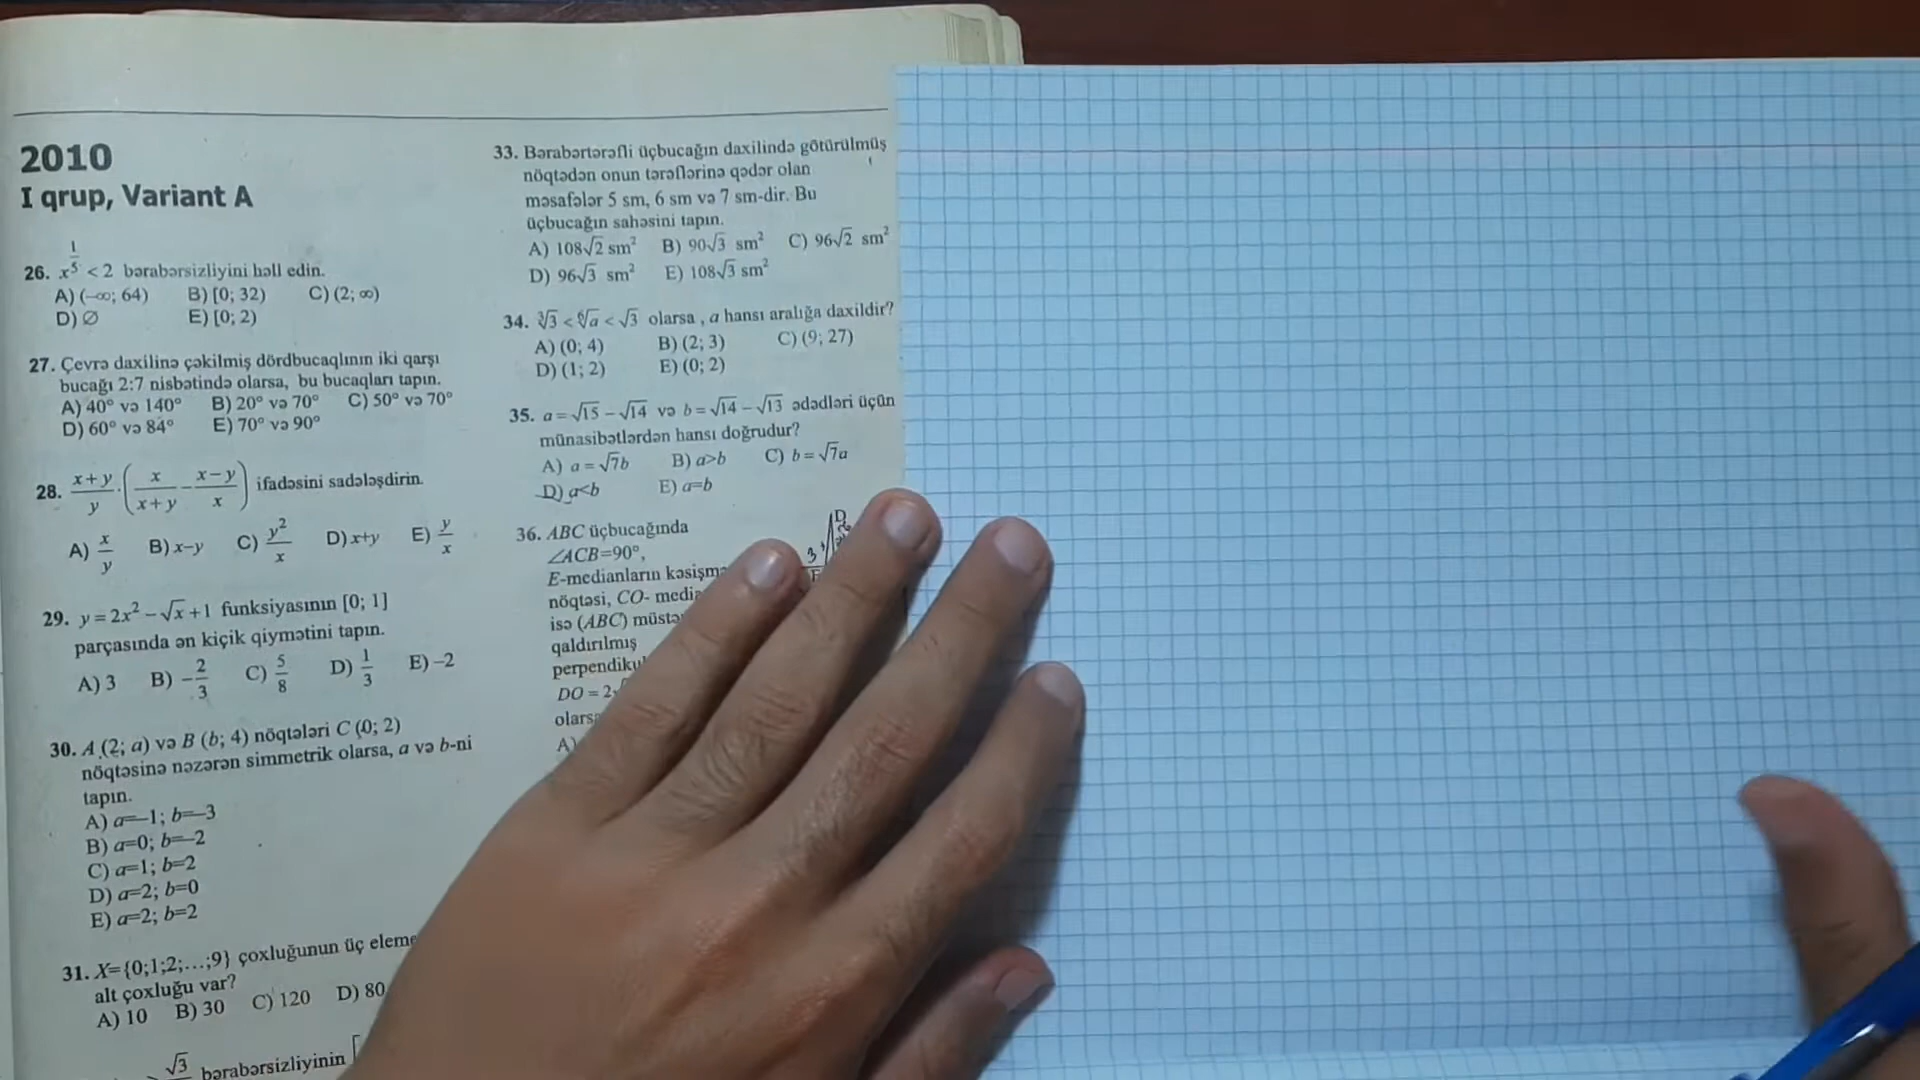 2010
I qrup, Variant A
26. x^{1/5} < 2 bərabərsizliyini həll edin.
A) (–∞; 64) B) [0; 32) C) (2; ∞)
D) ∅ E) [0; 2)
27. Çevrə daxilinə çəkilmiş dördbucaqlının iki qarşı
bucağı 2:7 nisbətində olarsa, bu bucaqları tapın.
A) 40° və 140° B) 20° və 70° C) 50° və 70°
D) 60° və 84° E) 70° və 90°
28. (x+y)/y · (x/(x+y) – (x–y)/x) ifadəsini sadələşdirin.
A) x/y B) x–y C) y²/x D) x+y E) y/x
29. y = 2x² – √x + 1 funksiyasının [0; 1]
parçasında ən kiçik qiymətini tapın.
A) 3 B) –2/3 C) 5/8 D) 1/3 E) –2
30. A (2; a) və B (b; 4) nöqtələri C (0; 2)
nöqtəsinə nəzərən simmetrik olarsa, a və b-ni
tapın.
A) a=–1; b=–3
B) a=0; b=–2
C) a=1; b=2
D) a=2; b=0
E) a=2; b=2
31. X={0;1;2;…;9} çoxluğunun üç
alt çoxluğu var?
A) 10 B) 30 C) 120 D) 80
√3 bərabərsizliyinin [
33. Bərabərtərəfli üçbucağın daxilində götürülmüş
nöqtədən onun tərəflərinə qədər olan
məsafələr 5 sm, 6 sm və 7 sm-dir. Bu
üçbucağın sahəsini tapın.
A) 108√2 sm² B) 90√3 sm² C) 96√2 sm²
D) 96√3 sm² E) 108√3 sm²
34. ∛3 < ⁶√a < √3 olarsa , a hansı aralığa daxildir?
A) (0; 4) B) (2; 3) C) (9; 27)
D) (1; 2) E) (0; 2)
35. a = √15 – √14 və b = √14 – √13 ədədləri üçün
münasibətlərdən hansı doğrudur?
A) a = √7b B) a>b C) b = √7a
D) a<b E) a=b
36. ABC üçbucağında
∠ACB=90°,
E-medianların
nöqtəsi, CO-
isə (ABC)
qaldırılmış
DO = 2
A)
D
3